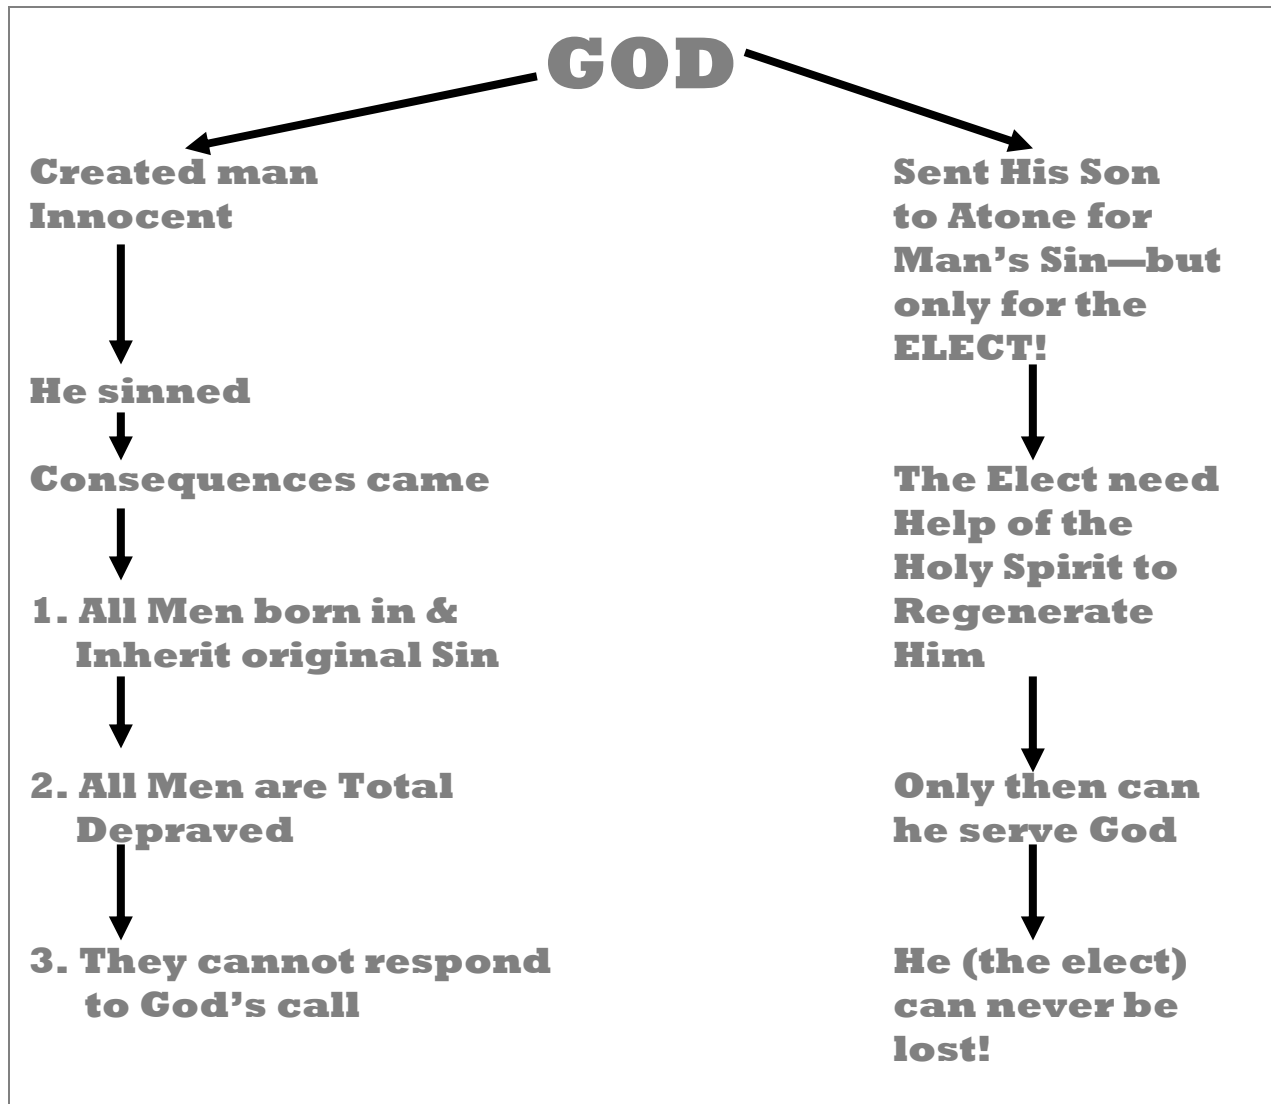 GOD
Created man
Innocent
He sinned
Consequences came
1. All Men born in &
Inherit original Sin
2. All Men are Total
Depraved
3. They cannot respond
to God’s call
Sent His Son
to Atone for
Man’s Sin—but
only for the
ELECT!
The Elect need
Help of the
Holy Spirit to
Regenerate
Him
Only then can
he serve God
He (the elect)
can never be
lost!